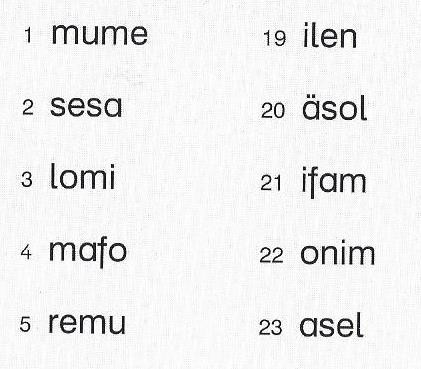 1 mume
2 sesa
3 lomi
4 mafo
5 remu
19 ilen
20 äsol
21 ifam
22 onim
23 asel